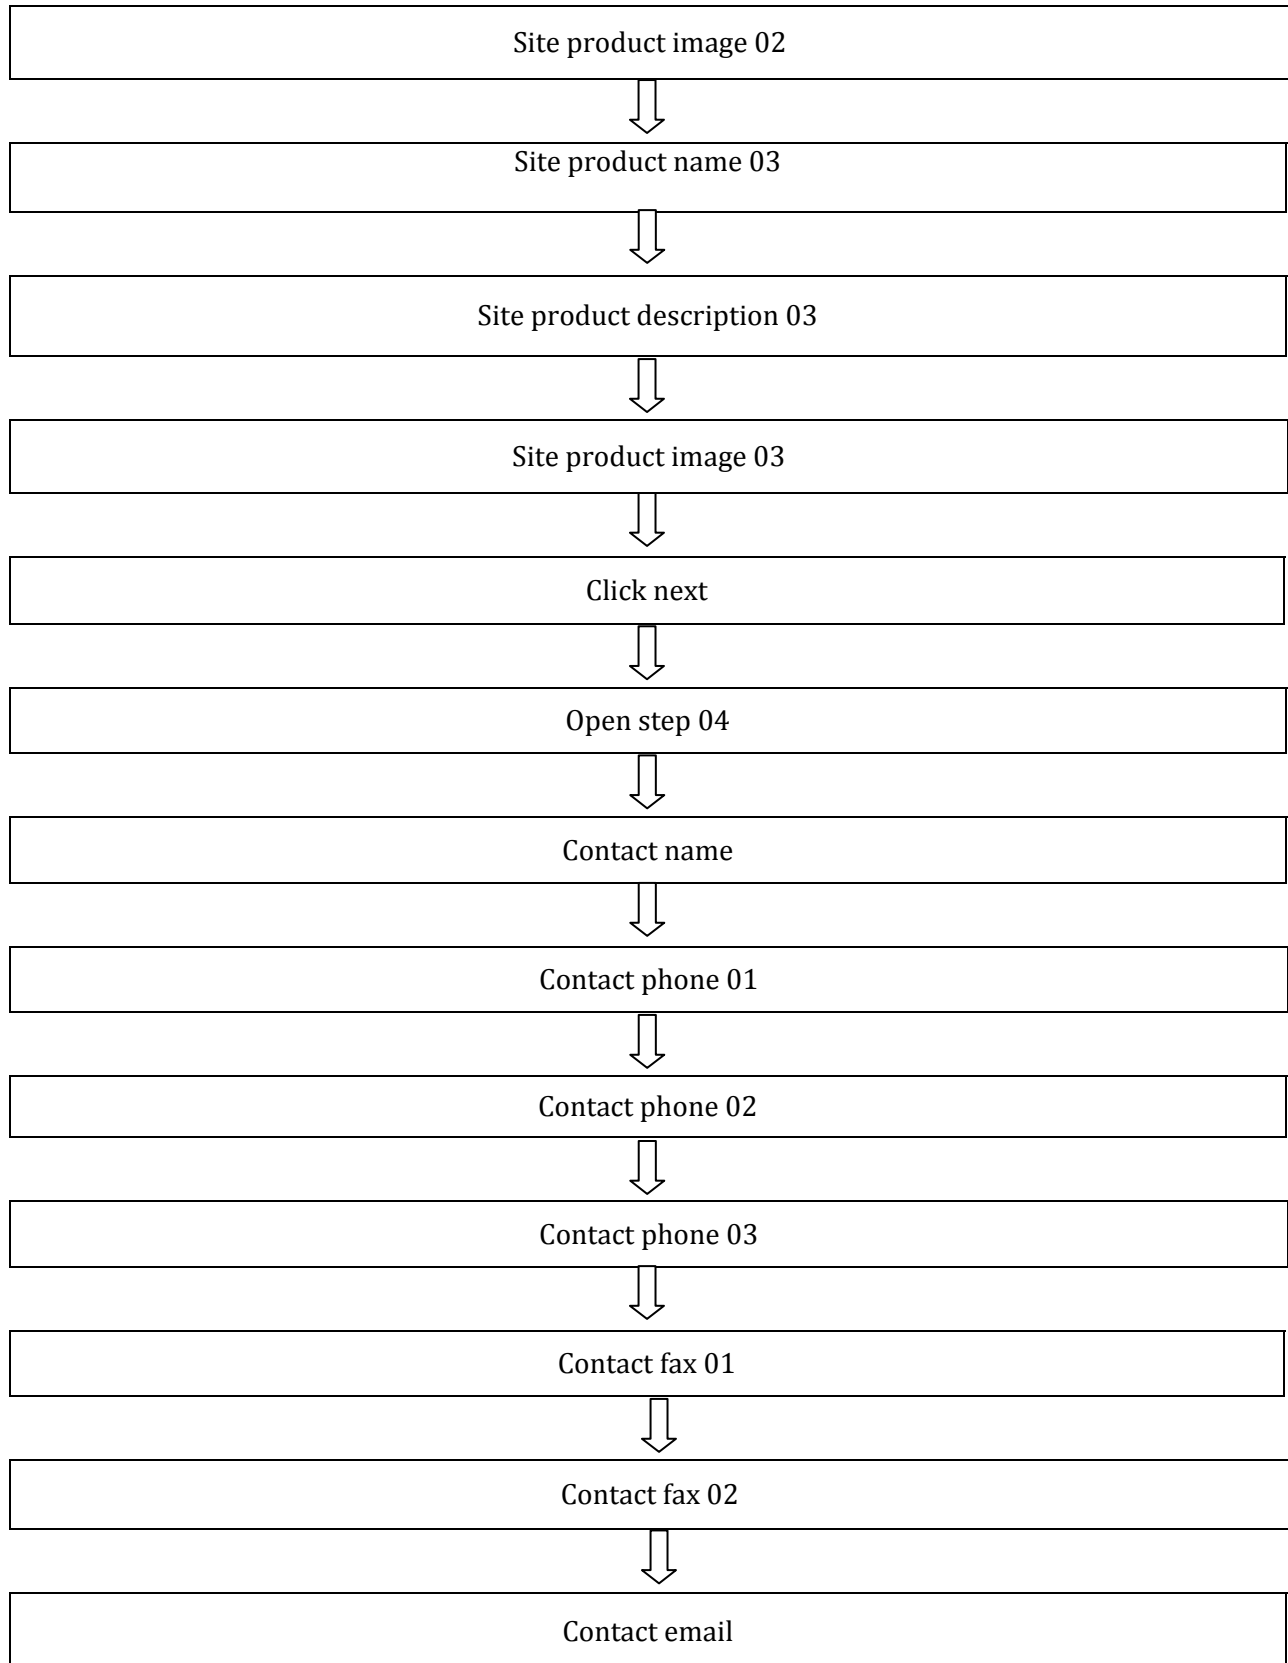 Site product image 02
Site product name 03
Site product description 03
Site product image 03
Click next
Open step 04
Contact name
Contact phone 01
Contact phone 02
Contact phone 03
Contact fax 01
Contact fax 02
Contact email